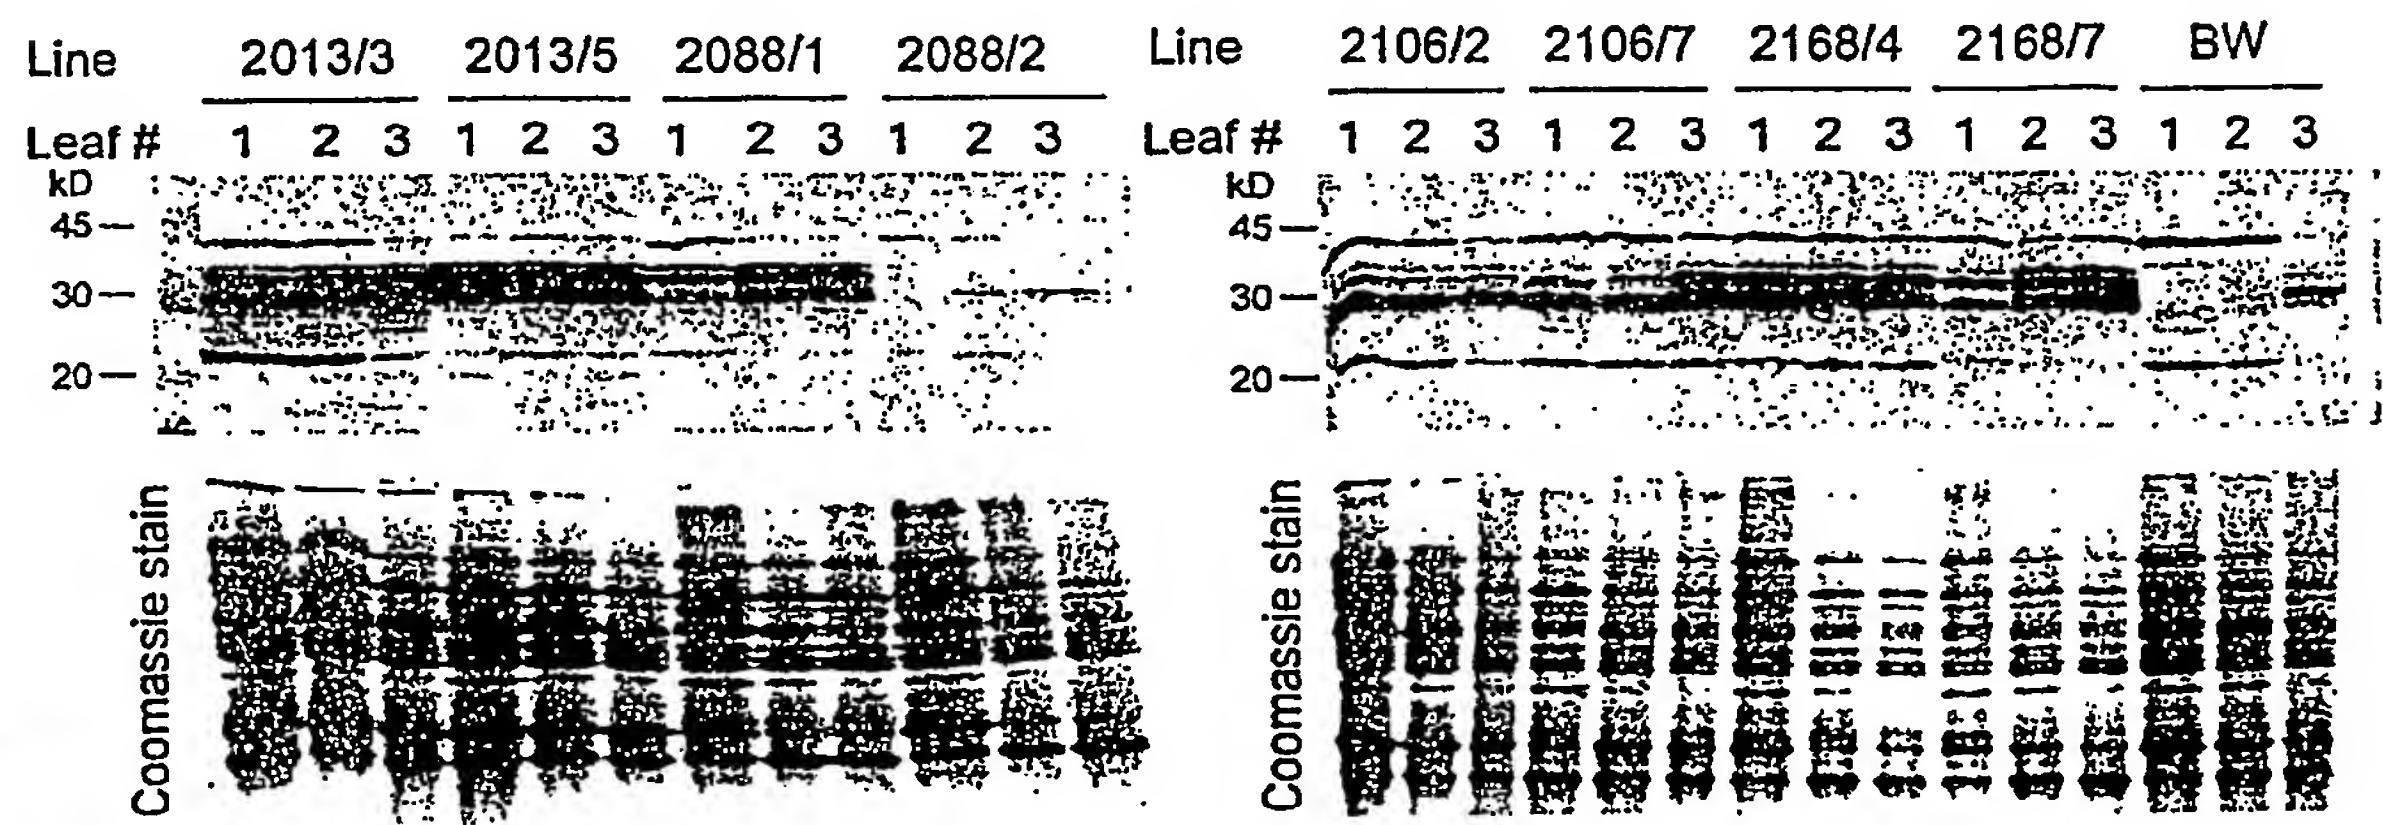 Line 2013/3 2013/5 2088/1 2088/2
Leaf # 1 2 3 1 2 3 1 2 3 1 2 3
kD
45
30
20
Coomassie stain
Line 2106/2 2106/7 2168/4 2168/7 BW
Leaf # 1 2 3 1 2 3 1 2 3 1 2 3 1 2 3
kD
45
30
20
Coomassie stain